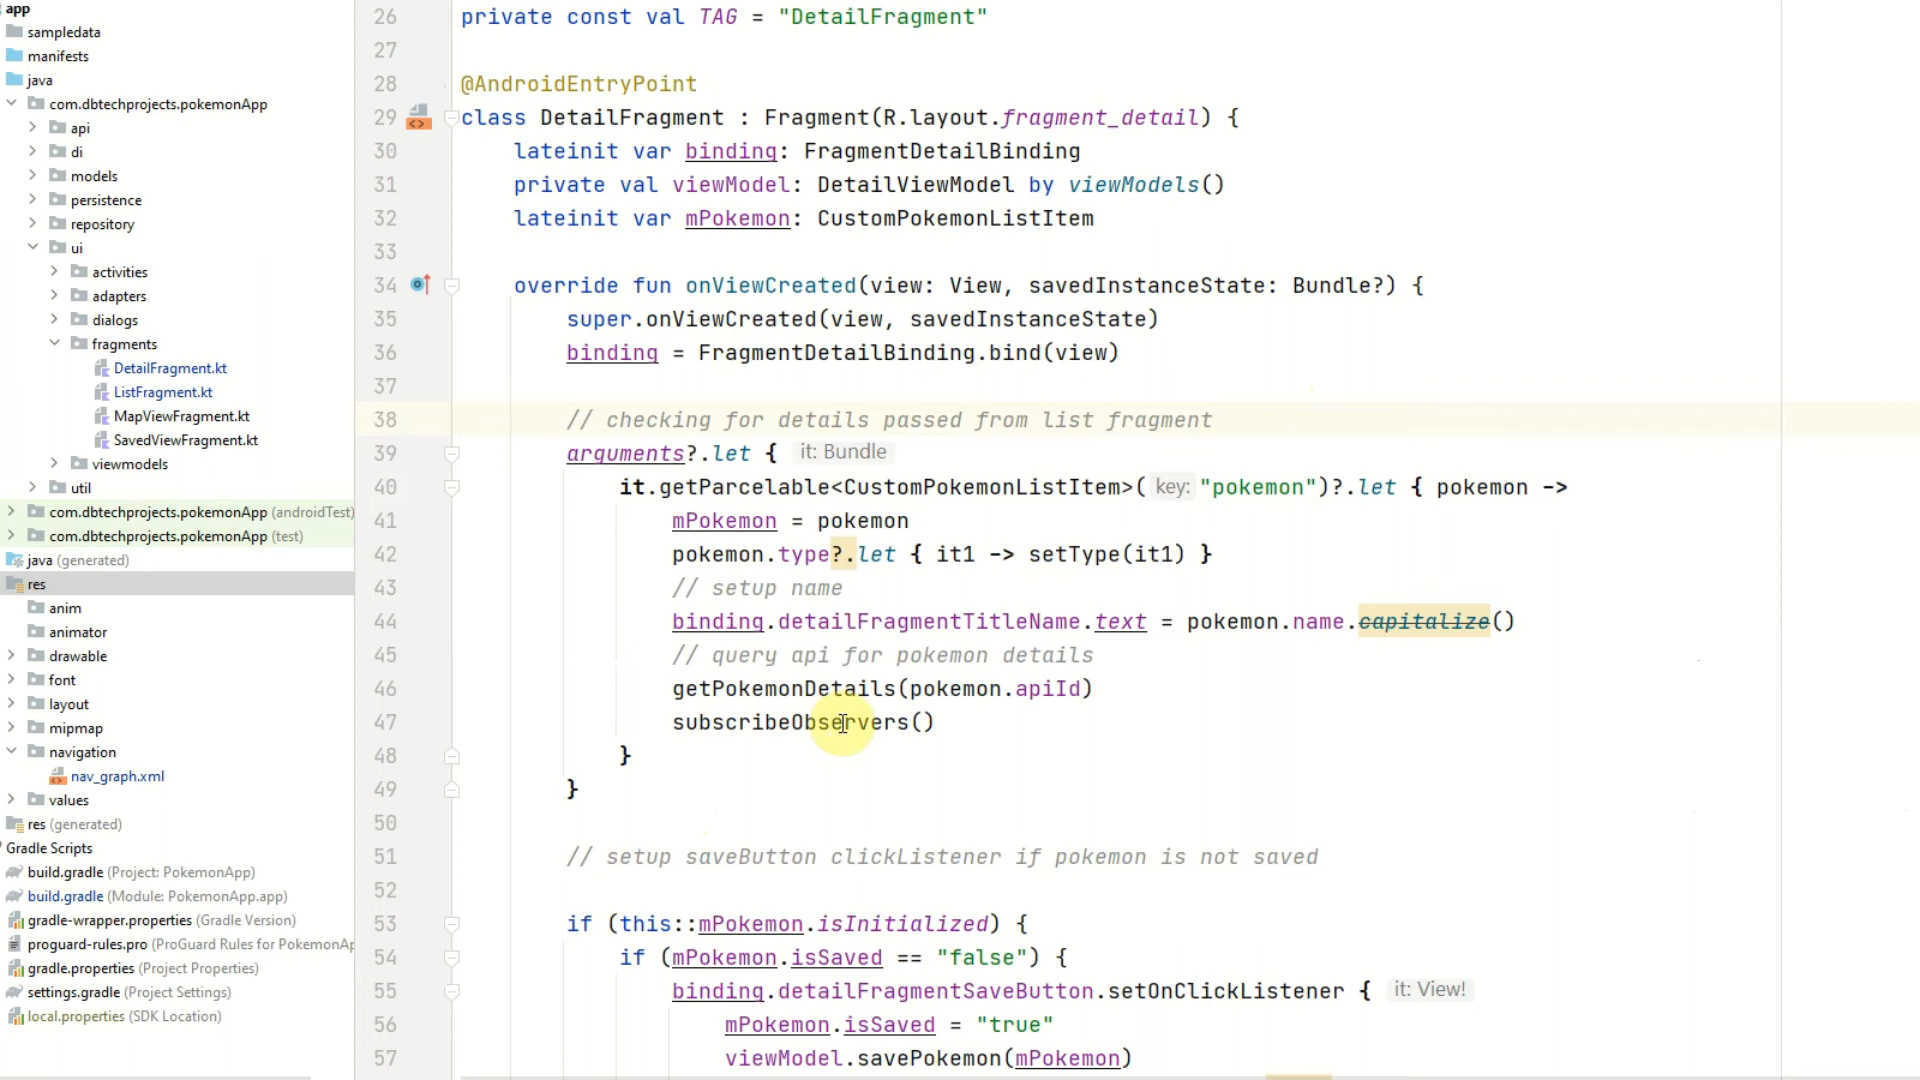 app
sampledata
manifests
java
com.dbtechprojects.pokemonApp
api
di
models
persistence
repository
ui
activities
adapters
dialogs
fragments
DetailFragment.kt
ListFragment.kt
MapViewFragment.kt
SavedViewFragment.kt
viewmodels
util
com.dbtechprojects.pokemonApp (androidTest)
com.dbtechprojects.pokemonApp (test)
java (generated)
res
anim
animator
drawable
font
layout
mipmap
navigation
nav_graph.xml
values
res (generated)
Gradle Scripts
build.gradle (Project: PokemonApp)
build.gradle (Module: PokemonApp.app)
gradle-wrapper.properties (Gradle Version)
proguard-rules.pro (ProGuard Rules for PokemonAp
gradle.properties (Project Properties)
settings.gradle (Project Settings)
local.properties (SDK Location)
26 private const val TAG = "DetailFragment"
27
28 @AndroidEntryPoint
29 class DetailFragment : Fragment(R.layout.fragment_detail) {
30 lateinit var binding: FragmentDetailBinding
31 private val viewModel: DetailViewModel by viewModels()
32 lateinit var mPokemon: CustomPokemonListItem
33
34 override fun onViewCreated(view: View, savedInstanceState: Bundle?) {
35 super.onViewCreated(view, savedInstanceState)
36 binding = FragmentDetailBinding.bind(view)
37
38 // checking for details passed from list fragment
39 arguments?.let { it: Bundle
40 it.getParcelable<CustomPokemonListItem>( key: "pokemon")?.let { pokemon ->
41 mPokemon = pokemon
42 pokemon.type?.let { it1 -> setType(it1) }
43 // setup name
44 binding.detailFragmentTitleName.text = pokemon.name.capitalize()
45 // query api for pokemon details
46 getPokemonDetails(pokemon.apiId)
47 subscribeObservers()
48 }
49 }
50
51 // setup saveButton clickListener if pokemon is not saved
52
53 if (this::mPokemon.isInitialized) {
54 if (mPokemon.isSaved == "false") {
55 binding.detailFragmentSaveButton.setOnClickListener { it: View!
56 mPokemon.isSaved = "true"
57 viewModel.savePokemon(mPokemon)